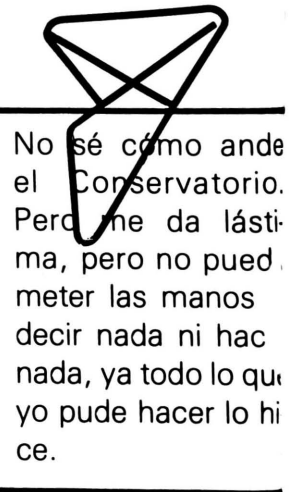 No sé cómo ande
el Conservatorio.
Pero me da lásti-
ma, pero no pued
meter las manos
decir nada ni hac
nada, ya todo lo que
yo pude hacer lo hi
ce.